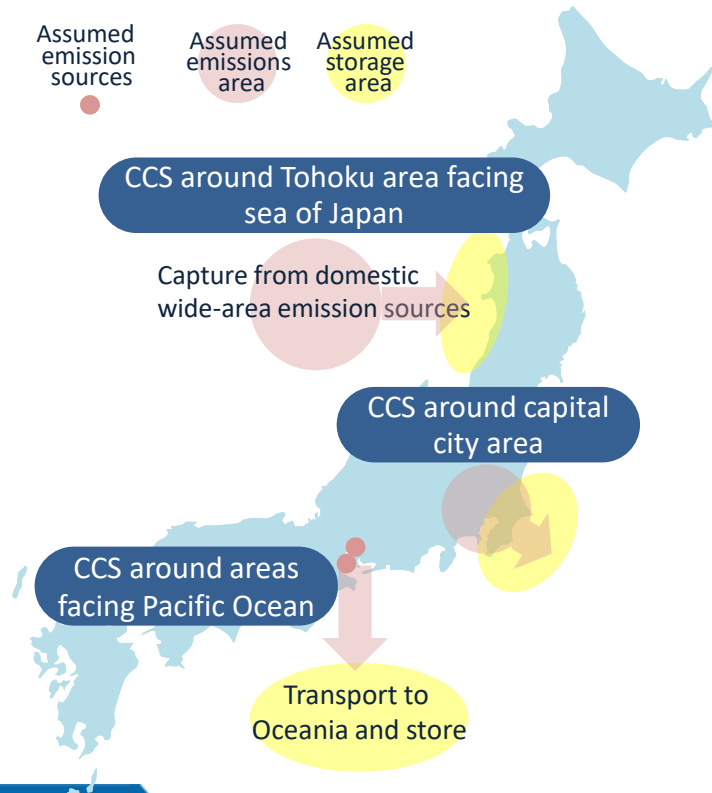 Assumed
emission
sources
Assumed
emissions
area
Assumed
storage
area
CCS around Tohoku area facing
sea of Japan
Capture from domestic
wide-area emission sources
CCS around capital
city area
CCS around areas
facing Pacific Ocean
Transport to
Oceania and store